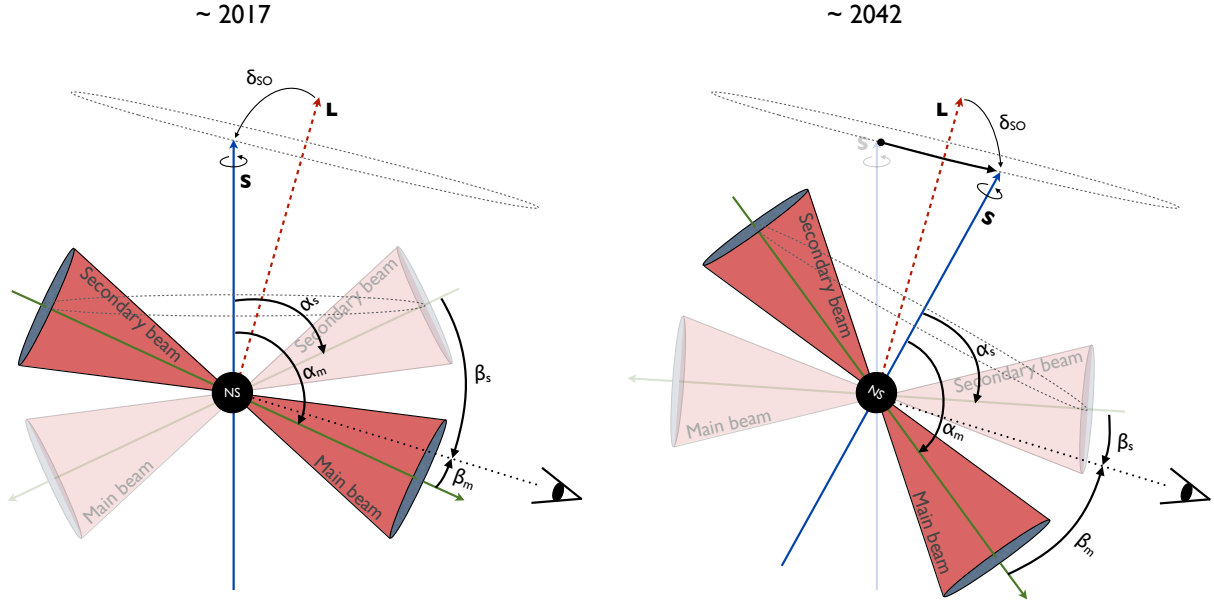 ~ 2017
δSO
L
S
Secondary beam
Secondary beam
αs
αm
βs
NS
Main beam
Main beam
βm
~ 2042
L
δSO
S
S
Secondary beam
αs
Secondary beam
NS
Main beam
αm
βs
Main beam
βm